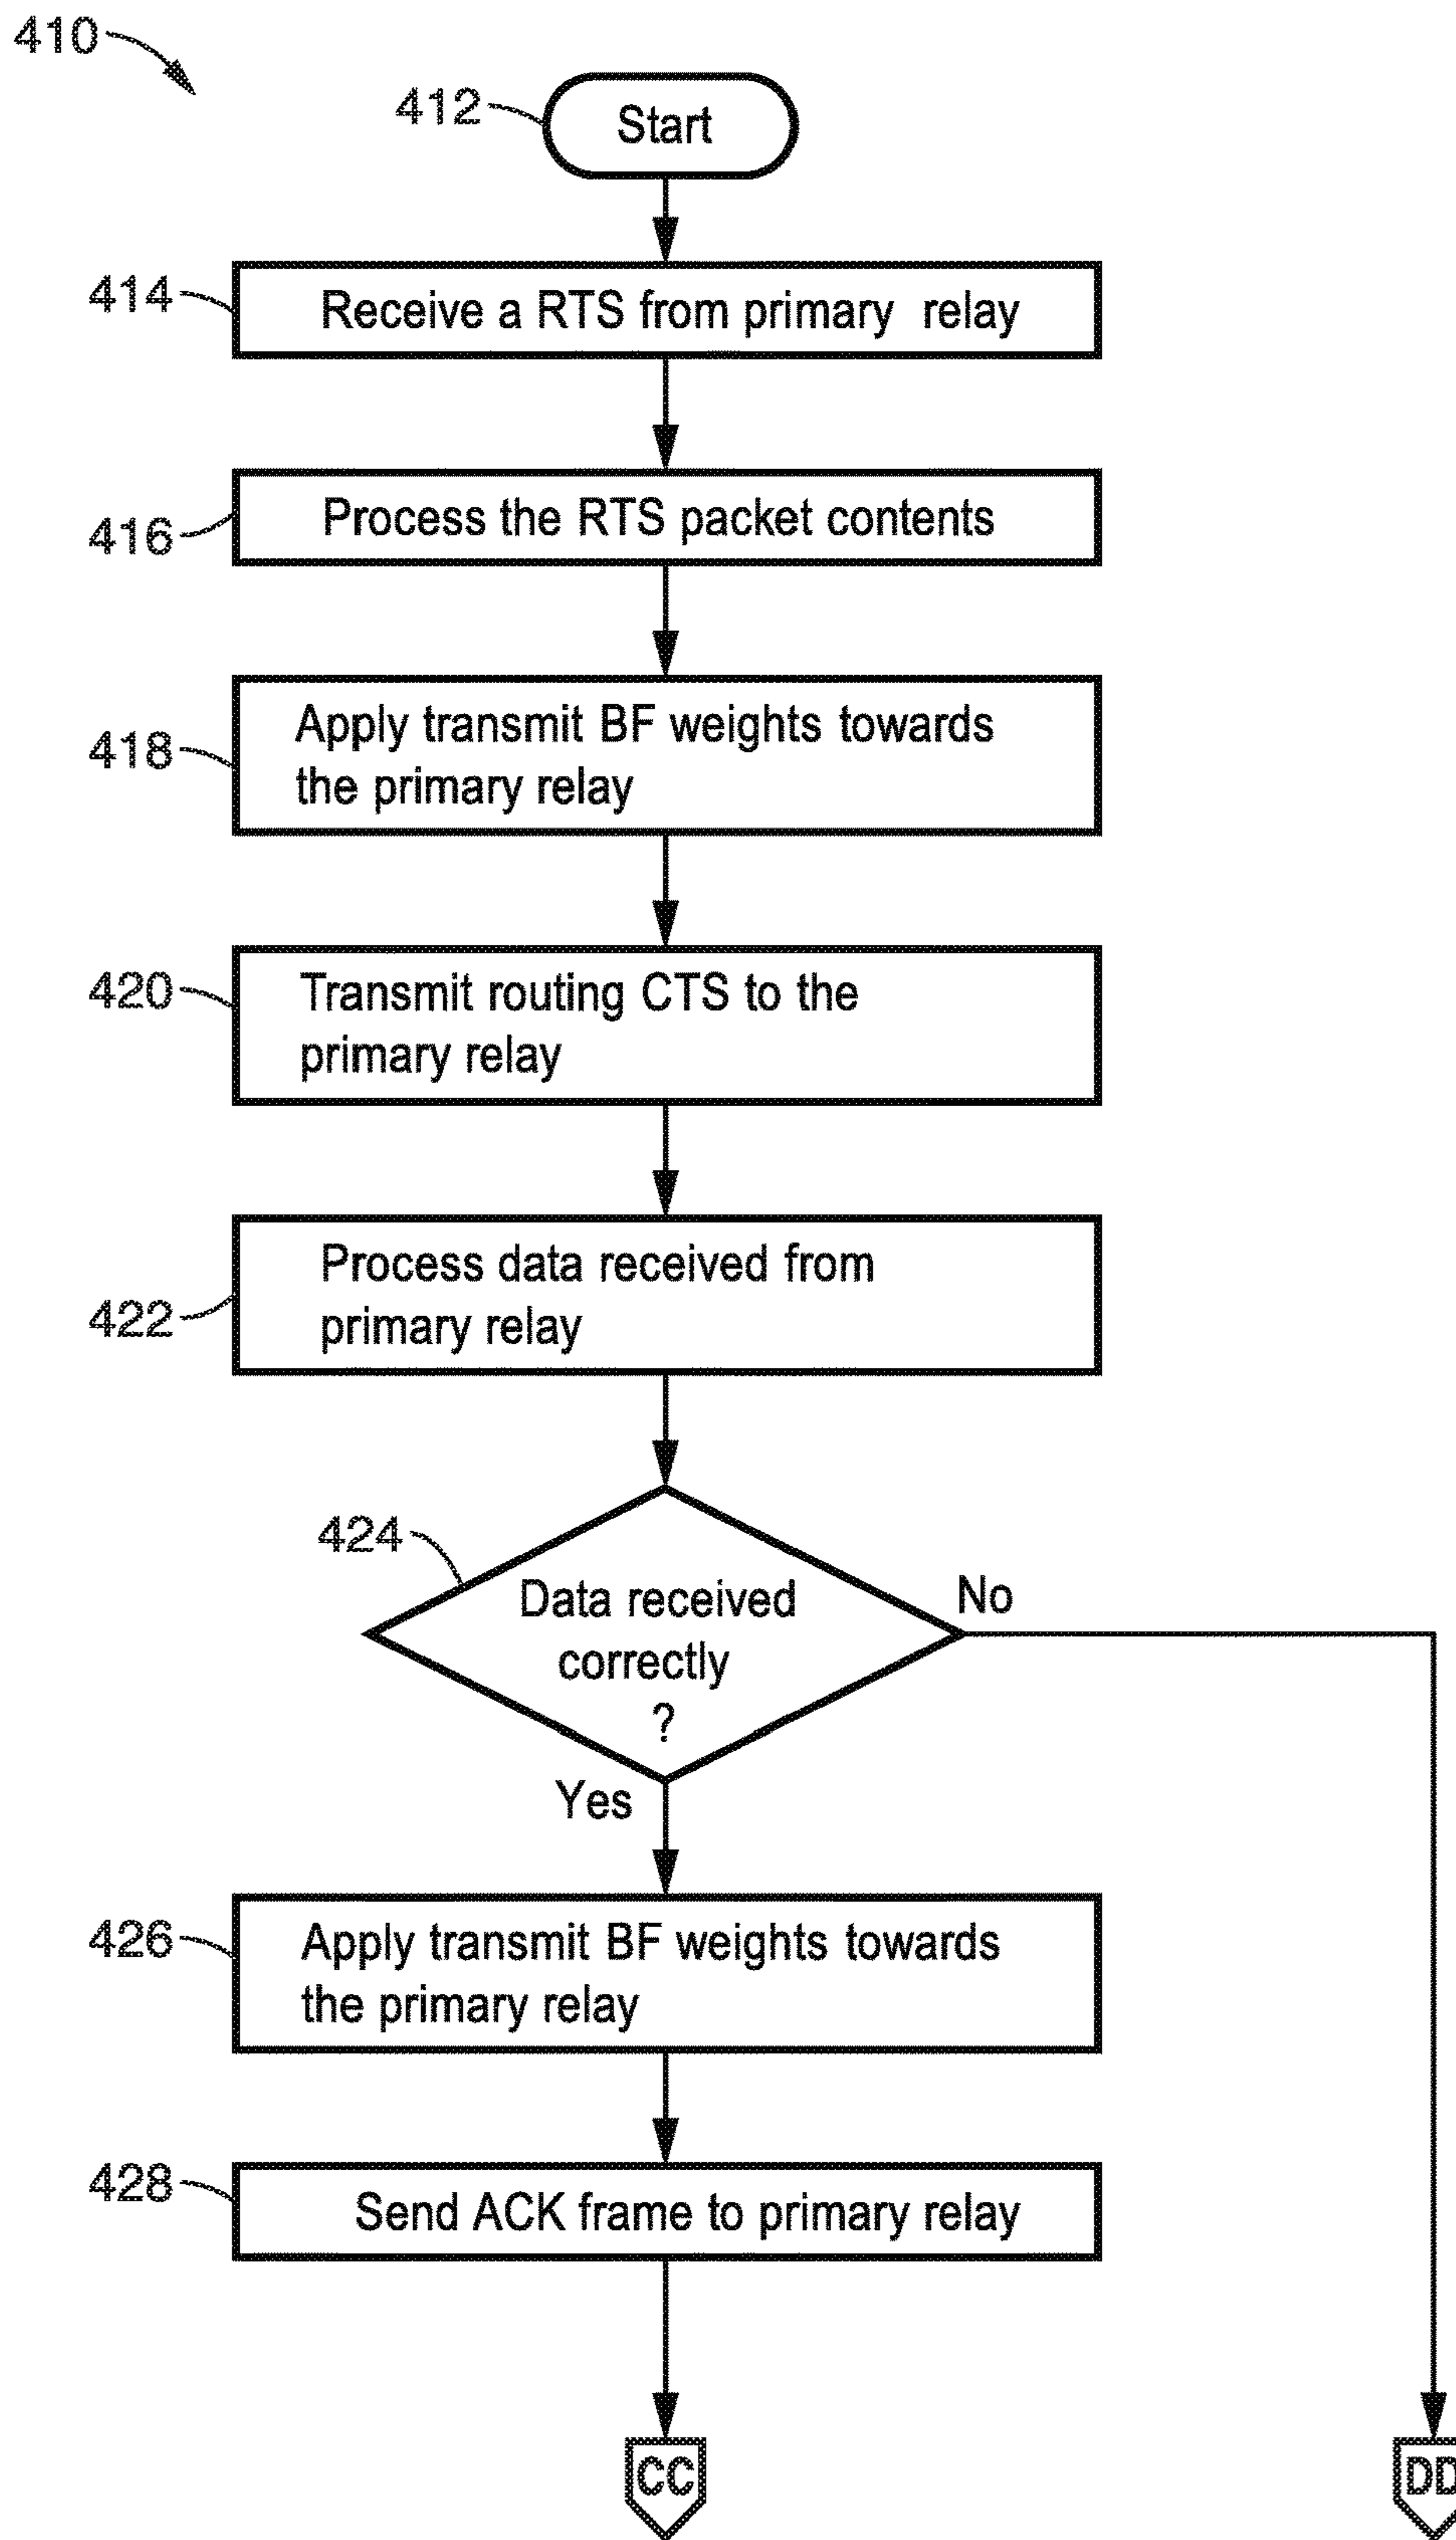 410
412
Start
414
Receive a RTS from primary relay
416
Process the RTS packet contents
418
Apply transmit BF weights towards
the primary relay
420
Transmit routing CTS to the
primary relay
422
Process data received from
primary relay
424
Data received
correctly
?
No
Yes
426
Apply transmit BF weights towards
the primary relay
428
Send ACK frame to primary relay
CC
DD